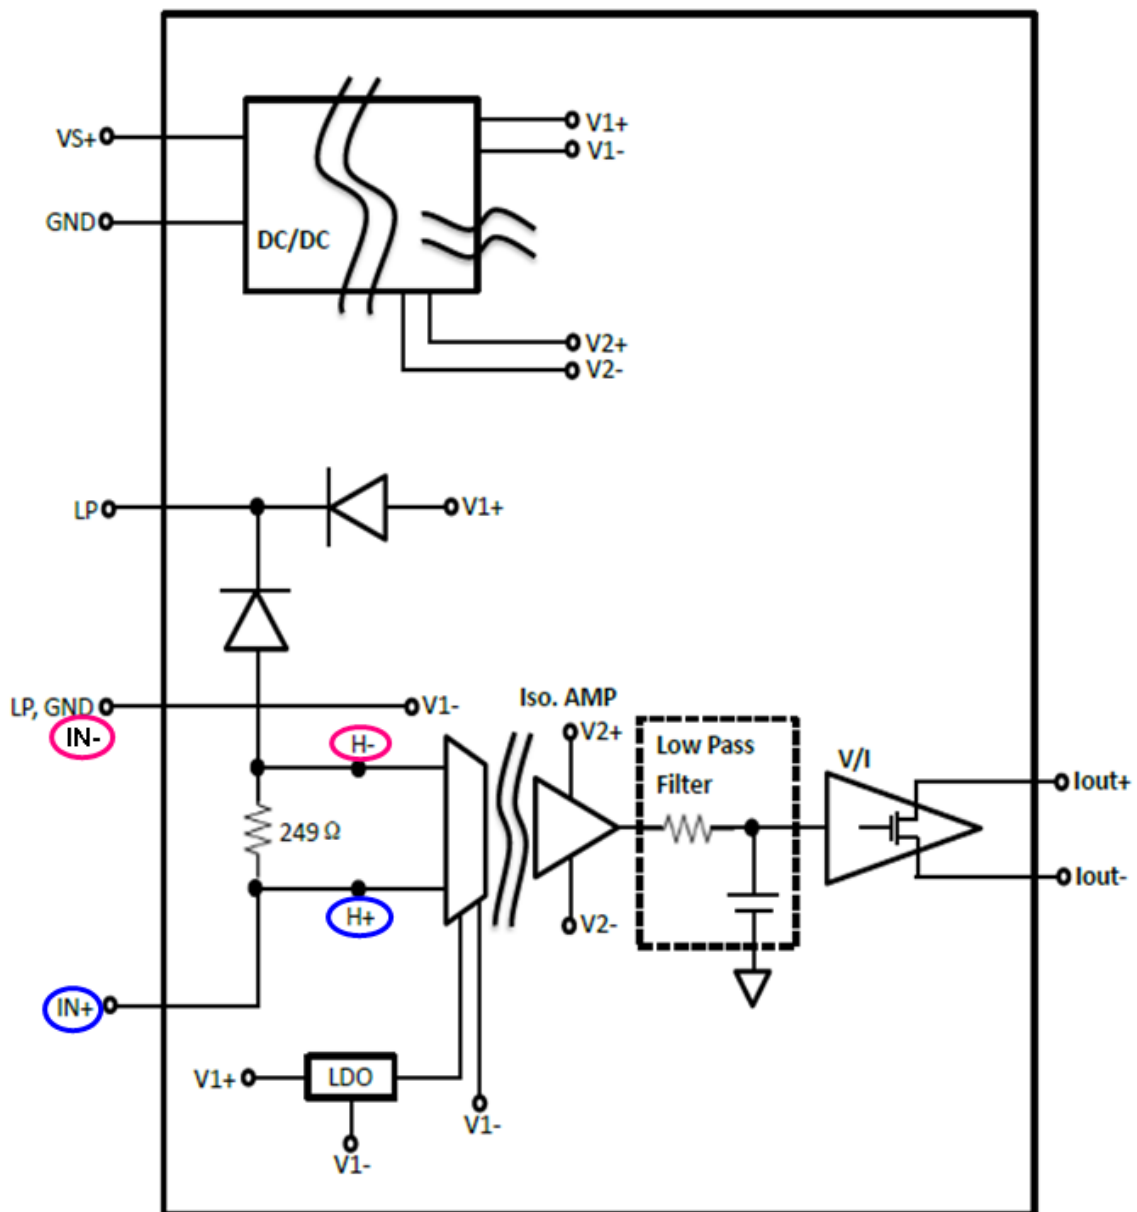 V1+
VS+
V1-
GND
DC/DC
V2+
V2-
LP
V1+
LP, GND
V1-
IN-
H-
Iso. AMP
V2+
Low Pass
Filter
V/I
Iout+
249 Ω
Iout-
H+
V2-
IN+
V1+
LDO
V1-
V1-